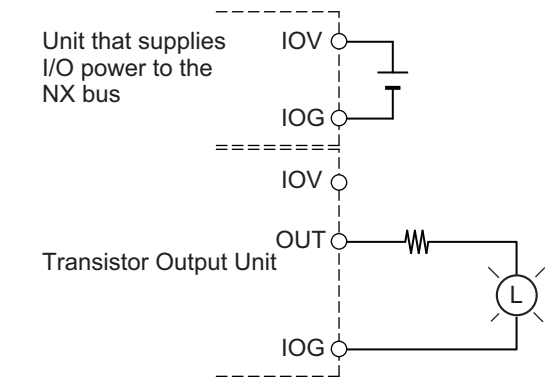 Unit that supplies
I/O power to the
NX bus
IOV
IOG
IOV
OUT
Transistor Output Unit
L
IOG